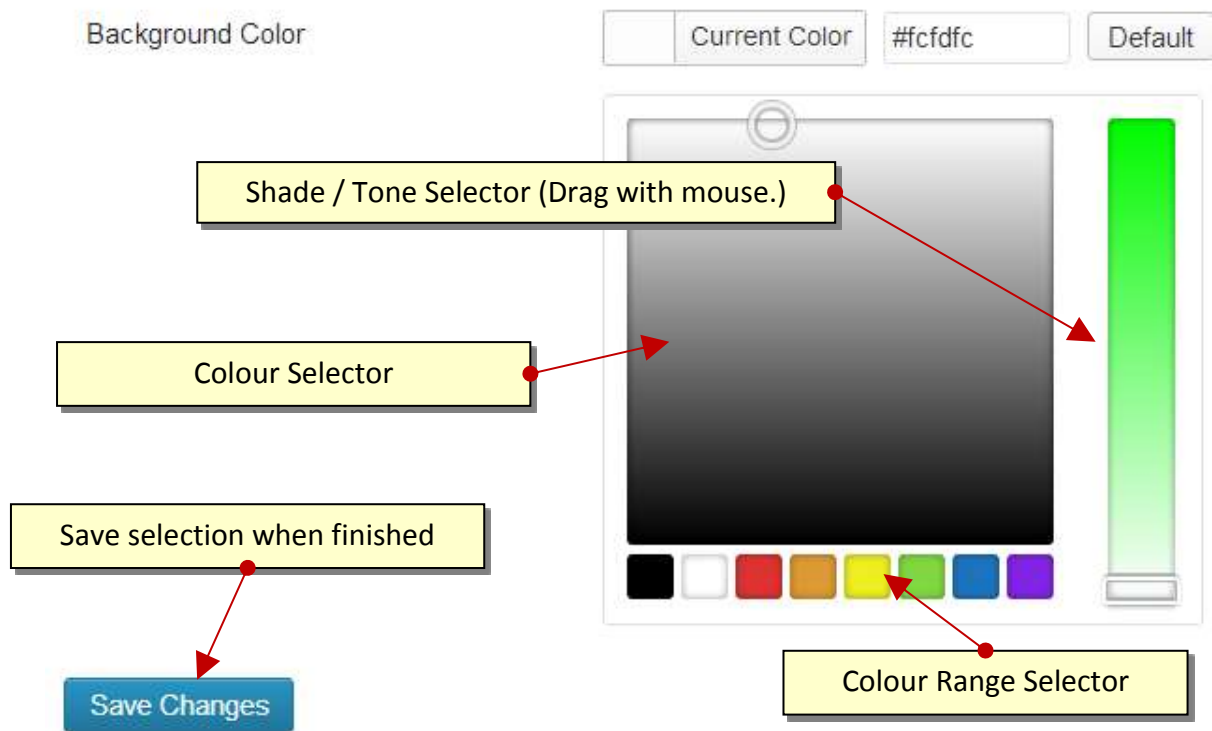 Background Color
Current Color
#fcfdfc
Default
Shade / Tone Selector (Drag with mouse.)
Colour Selector
Save selection when finished
Colour Range Selector
Save Changes